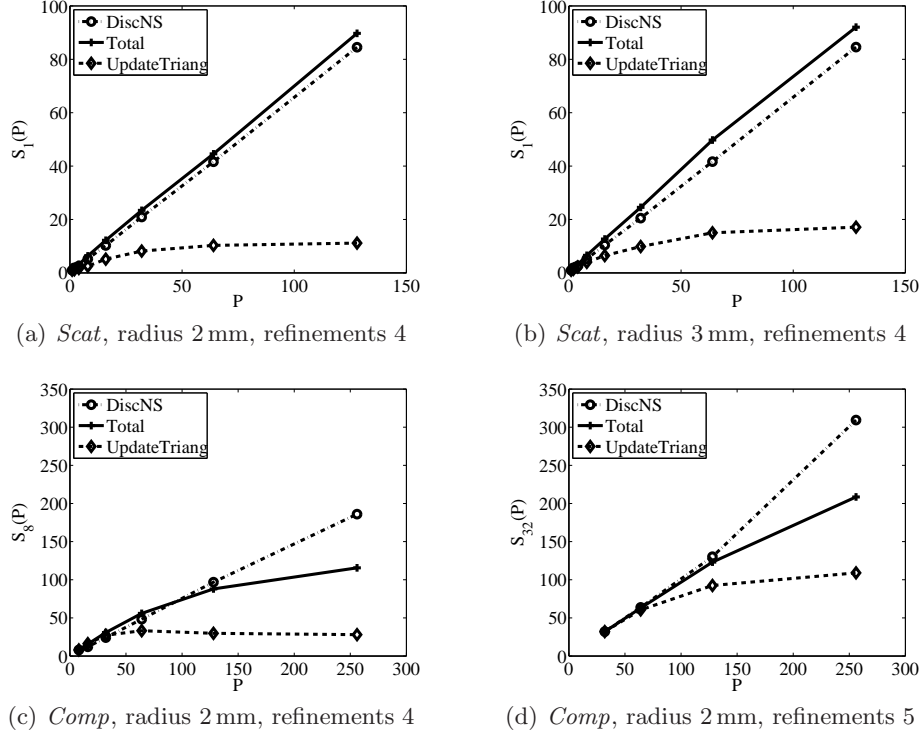 100
80
60
40
20
0
S1(P)
DiscNS
Total
UpdateTriang
0 50 100 150
P
(a) Scat, radius 2 mm, refinements 4
100
80
60
40
20
0
S1(P)
DiscNS
Total
UpdateTriang
0 50 100 150
P
(b) Scat, radius 3 mm, refinements 4
350
300
250
200
150
100
50
0
S8(P)
DiscNS
Total
UpdateTriang
0 50 100 150 200 250 300
P
(c) Comp, radius 2 mm, refinements 4
350
300
250
200
150
100
50
0
S32(P)
DiscNS
Total
UpdateTriang
0 50 100 150 200 250 300
P
(d) Comp, radius 2 mm, refinements 5